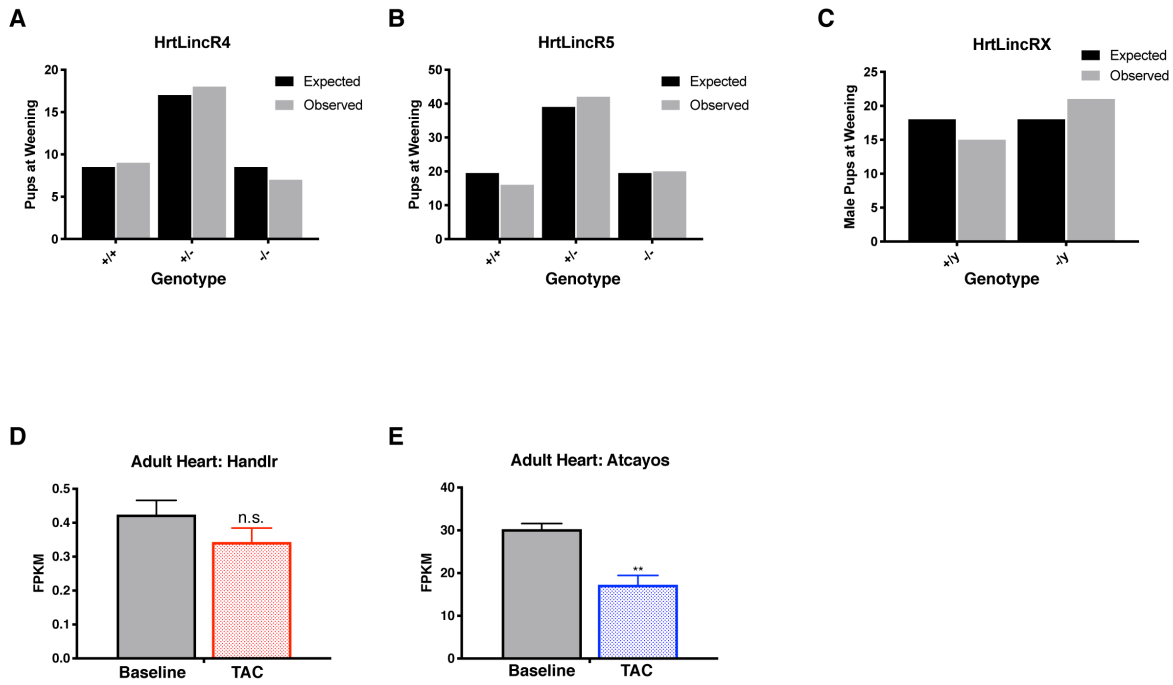 A
HrtLincR4
Pups at Weening
20
15
10
5
0
Expected
Observed
+/+
+/-
-/-
Genotype
B
HrtLincR5
Pups at Weening
50
40
30
20
10
0
Expected
Observed
+/+
+/-
-/-
Genotype
C
HrtLincRX
Male Pups at Weening
25
20
15
10
5
0
Expected
Observed
+/y
-/y
Genotype
D
Adult Heart: Handlr
FPKM
0.5
0.4
0.3
0.2
0.1
0.0
n.s.
Baseline
TAC
E
Adult Heart: Atcayos
FPKM
40
30
20
10
0
**
Baseline
TAC